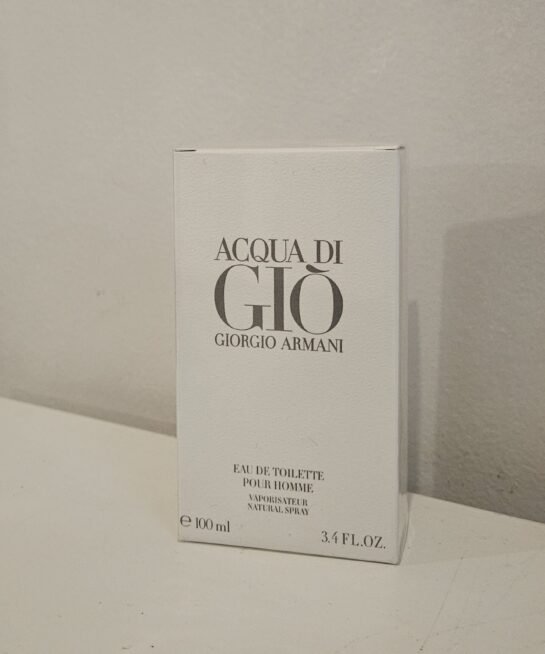 ACQUA DI
GIÒ
GIORGIO ARMANI
EAU DE TOILETTE
POUR HOMME
VAPORISATEUR
NATURAL SPRAY
℮ 100 ml
3.4 FL.OZ.